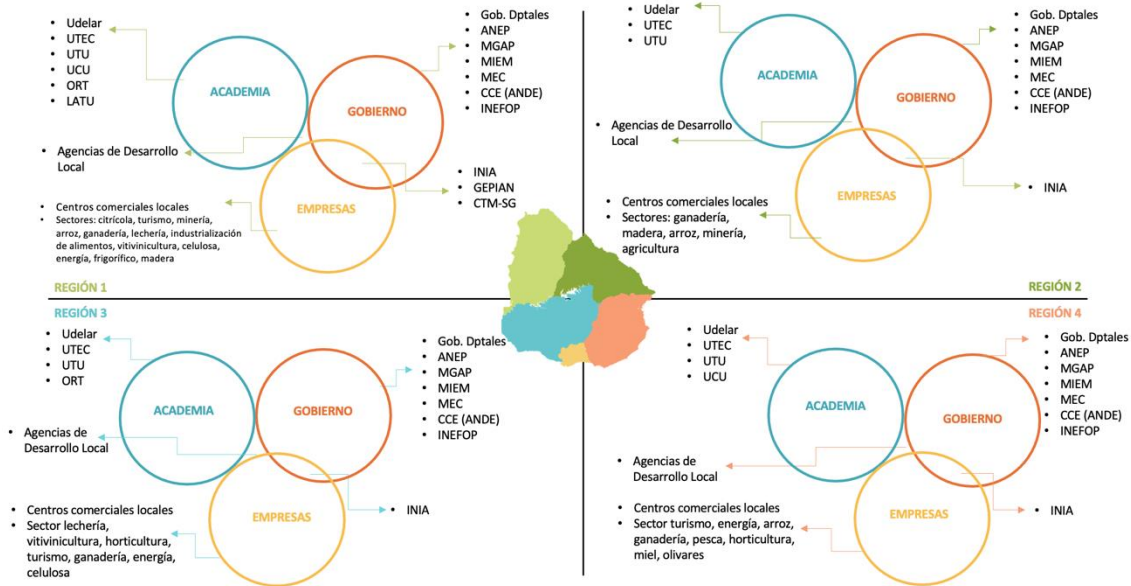 • Udelar
• UTEC
• UTU
• UCU
• ORT
• LATU
ACADEMIA
GOBIERNO
EMPRESAS
• Gob. Dptales
• ANEP
• MGAP
• MIEM
• MEC
• CCE (ANDE)
• INEFOP
• Agencias de Desarrollo
Local
• INIA
• GEPIAN
• CTM-SG
• Centros comerciales locales
• Sectores: citrícola, turismo, minería,
arroz, ganadería, lechería, industrialización
de alimentos, vitivinicultura, celulosa,
energía, frigorífico, madera
REGIÓN 1
• Udelar
• UTEC
• UTU
ACADEMIA
GOBIERNO
EMPRESAS
• Gob. Dptales
• ANEP
• MGAP
• MIEM
• MEC
• CCE (ANDE)
• INEFOP
• Agencias de Desarrollo
Local
• INIA
• Centros comerciales locales
• Sectores: ganadería,
madera, arroz, minería,
agricultura
REGIÓN 2
REGIÓN 3
• Udelar
• UTEC
• UTU
• ORT
ACADEMIA
GOBIERNO
EMPRESAS
• Gob. Dptales
• ANEP
• MGAP
• MIEM
• MEC
• CCE (ANDE)
• INEFOP
• Agencias de
Desarrollo Local
• INIA
• Centros comerciales locales
• Sector lechería,
vitivinicultura, horticultura,
turismo, ganadería, energía,
celulosa
REGIÓN 4
• Udelar
• UTEC
• UTU
• UCU
ACADEMIA
GOBIERNO
EMPRESAS
• Gob. Dptales
• ANEP
• MGAP
• MIEM
• MEC
• CCE (ANDE)
• INEFOP
• Agencias de
Desarrollo Local
• INIA
• Centros comerciales locales
• Sector turismo, energía, arroz,
ganadería, pesca, horticultura,
miel, olivares